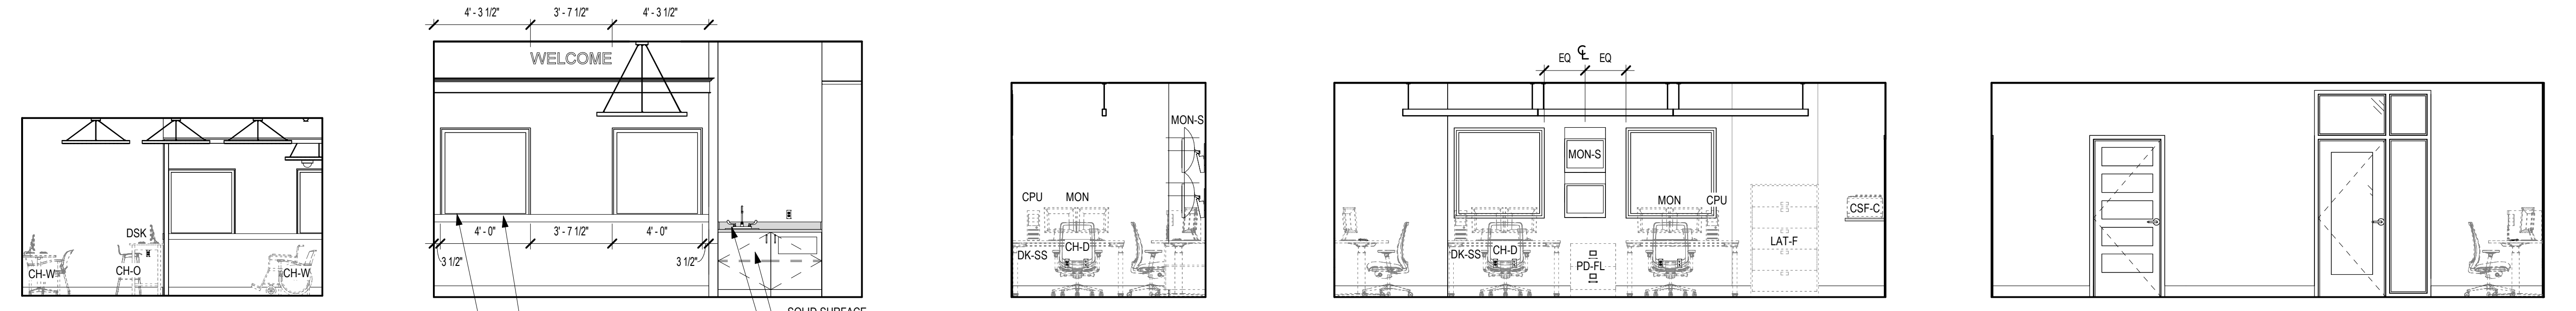 DSK
CH-W
CH-O
CH-W
4' - 3 1/2"
3' - 7 1/2"
4' - 3 1/2"
WELCOME
4' - 0"
3' - 7 1/2"
4' - 0"
3 1/2"
3 1/2"
SOLID SURFACE
MON-S
CPU
MON
CH-D
DK-SS
EQ
CL
EQ
MON-S
MON
CPU
CSF-C
CH-D
DK-SS
LAT-F
PD-FL